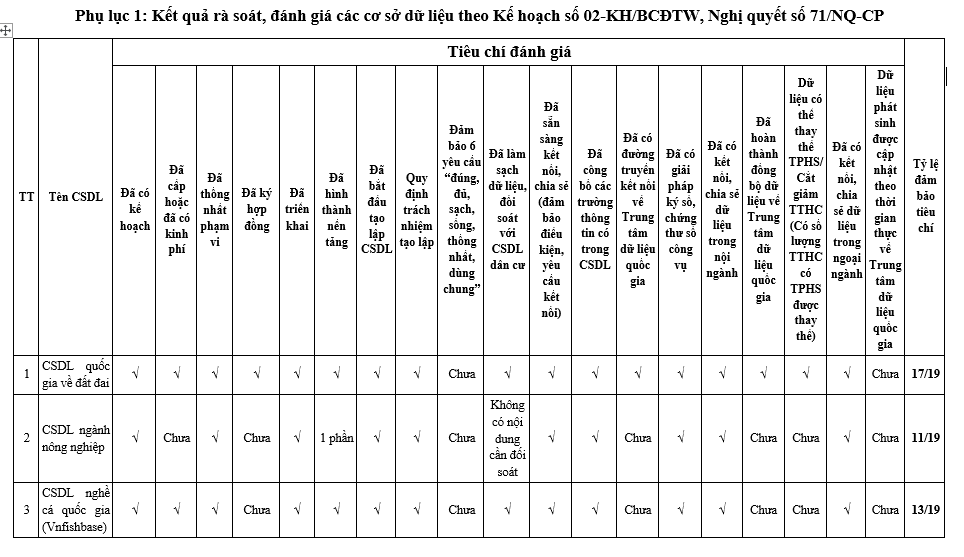 Phụ lục 1: Kết quả rà soát, đánh giá các cơ sở dữ liệu theo Kế hoạch số 02-KH/BCĐTW, Nghị quyết số 71/NQ-CP
TT
Tên CSDL
Tiêu chí đánh giá
Tỷ lệ
đảm bảo
tiêu
chí
Đã có
kế
hoạch
Đã
cấp
hoặc
đã có
kinh
phí
Đã
thống
nhất
phạm
vi
Đã ký
hợp
đồng
Đã
triển
khai
Đã
hình
thành
nền
tảng
Đã
bắt
đầu
tạo
lập
CSDL
Quy
định
trách
nhiệm
tạo lập
Đảm
bảo 6
yêu cầu
“đúng,
đủ,
sạch,
sống,
thống
nhất,
dùng
chung”
Đã làm
sạch
dữ liệu,
đối
soát
với
CSDL
dân cư
Đã
sẵn
sàng
kết
nối,
chia sẻ
(đảm
bảo
điều
kiện,
yêu
cầu
kết
nối)
Đã
công
bố các
trường
thông
tin có
trong
CSDL
Đã có
đường
truyền
kết nối
về
Trung
tâm
dữ liệu
quốc
gia
Đã có
giải
pháp
ký số,
chứng
thư số
công
vụ
Đã có
kết
nối,
chia
sẻ dữ
liệu
trong
nội
ngành
Đã
hoàn
thành
đồng
bộ dữ
liệu về
Trung
tâm
dữ
liệu
quốc
gia
Dữ
liệu có
thể
thay
thế
TPHS/
Cắt
giảm
TTHC
(Có số
lượng
TTHC
có
TPHS
được
thay
thế)
Đã có
kết
nối,
chia
sẻ dữ
liệu
trong
ngoại
ngành
Dữ
liệu
phát
sinh
được
cập
nhật
theo
thời
gian
thực
về
Trung
tâm
dữ
liệu
quốc
gia
1
CSDL quốc
gia về đất đai
√ √ √ √ √ √ √ √ Chưa √ √ √ √ √ √ √ √ √ Chưa 17/19
2
CSDL ngành
nông nghiệp
√ Chưa √ Chưa √ 1 phần √ √ Chưa
Không
có nội
dung
cần đối
soát
√ √ Chưa √ √ Chưa Chưa √ Chưa 11/19
3
CSDL nghề
cá quốc gia
(Vnfishbase)
√ √ √ Chưa √ √ √ √ Chưa √ √ √ Chưa √ √ Chưa Chưa √ Chưa 13/19